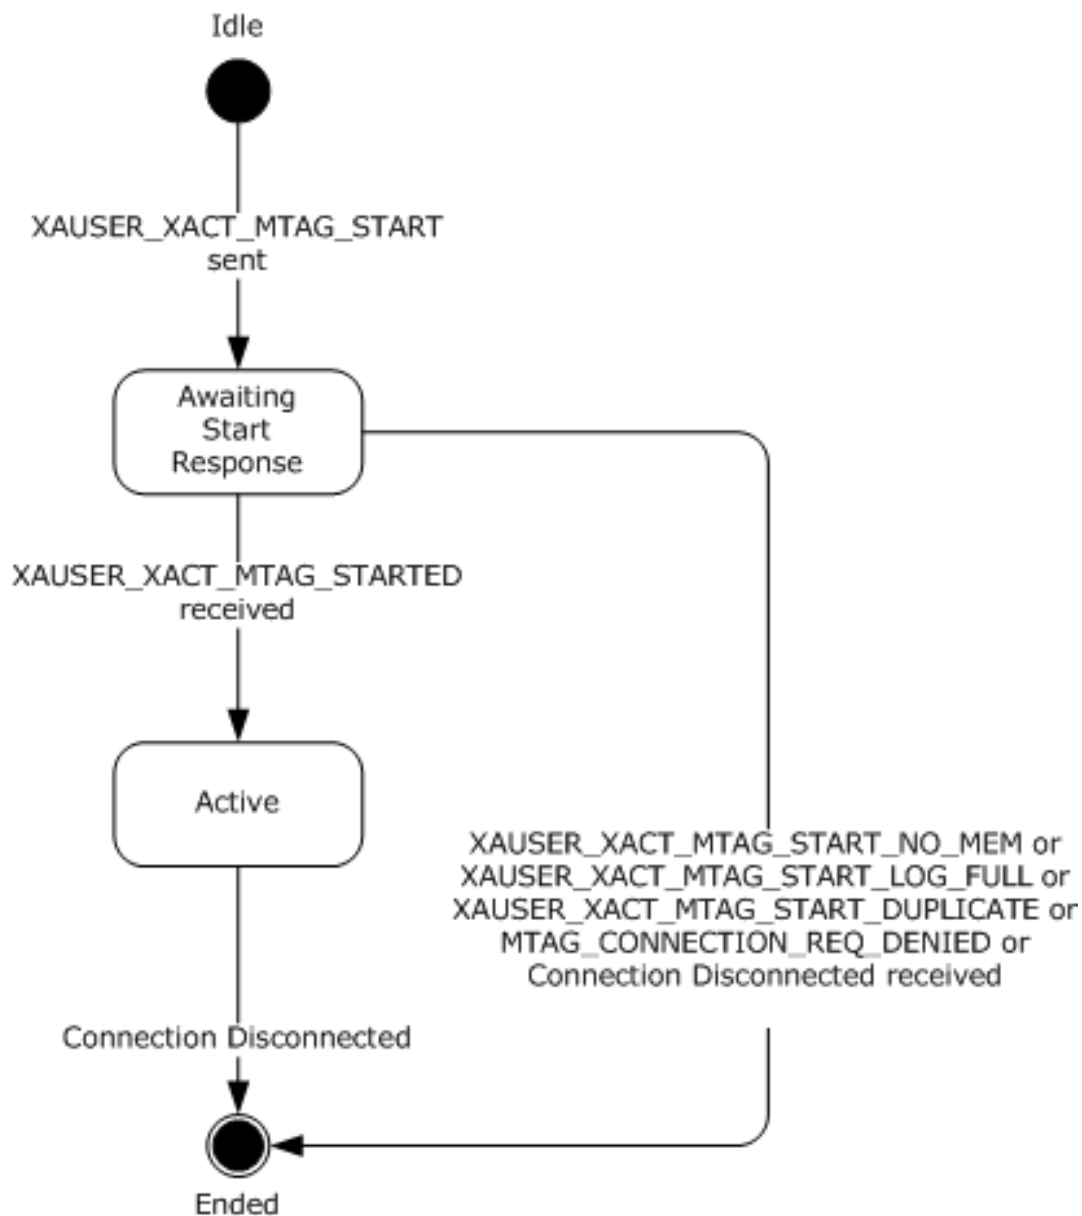 Idle
XAUSER_XACT_MTAG_START
sent
Awaiting
Start
Response
XAUSER_XACT_MTAG_STARTED
received
Active
XAUSER_XACT_MTAG_START_NO_MEM or
XAUSER_XACT_MTAG_START_LOG_FULL or
XAUSER_XACT_MTAG_START_DUPLICATE or
MTAG_CONNECTION_REQ_DENIED or
Connection Disconnected received
Connection Disconnected
Ended